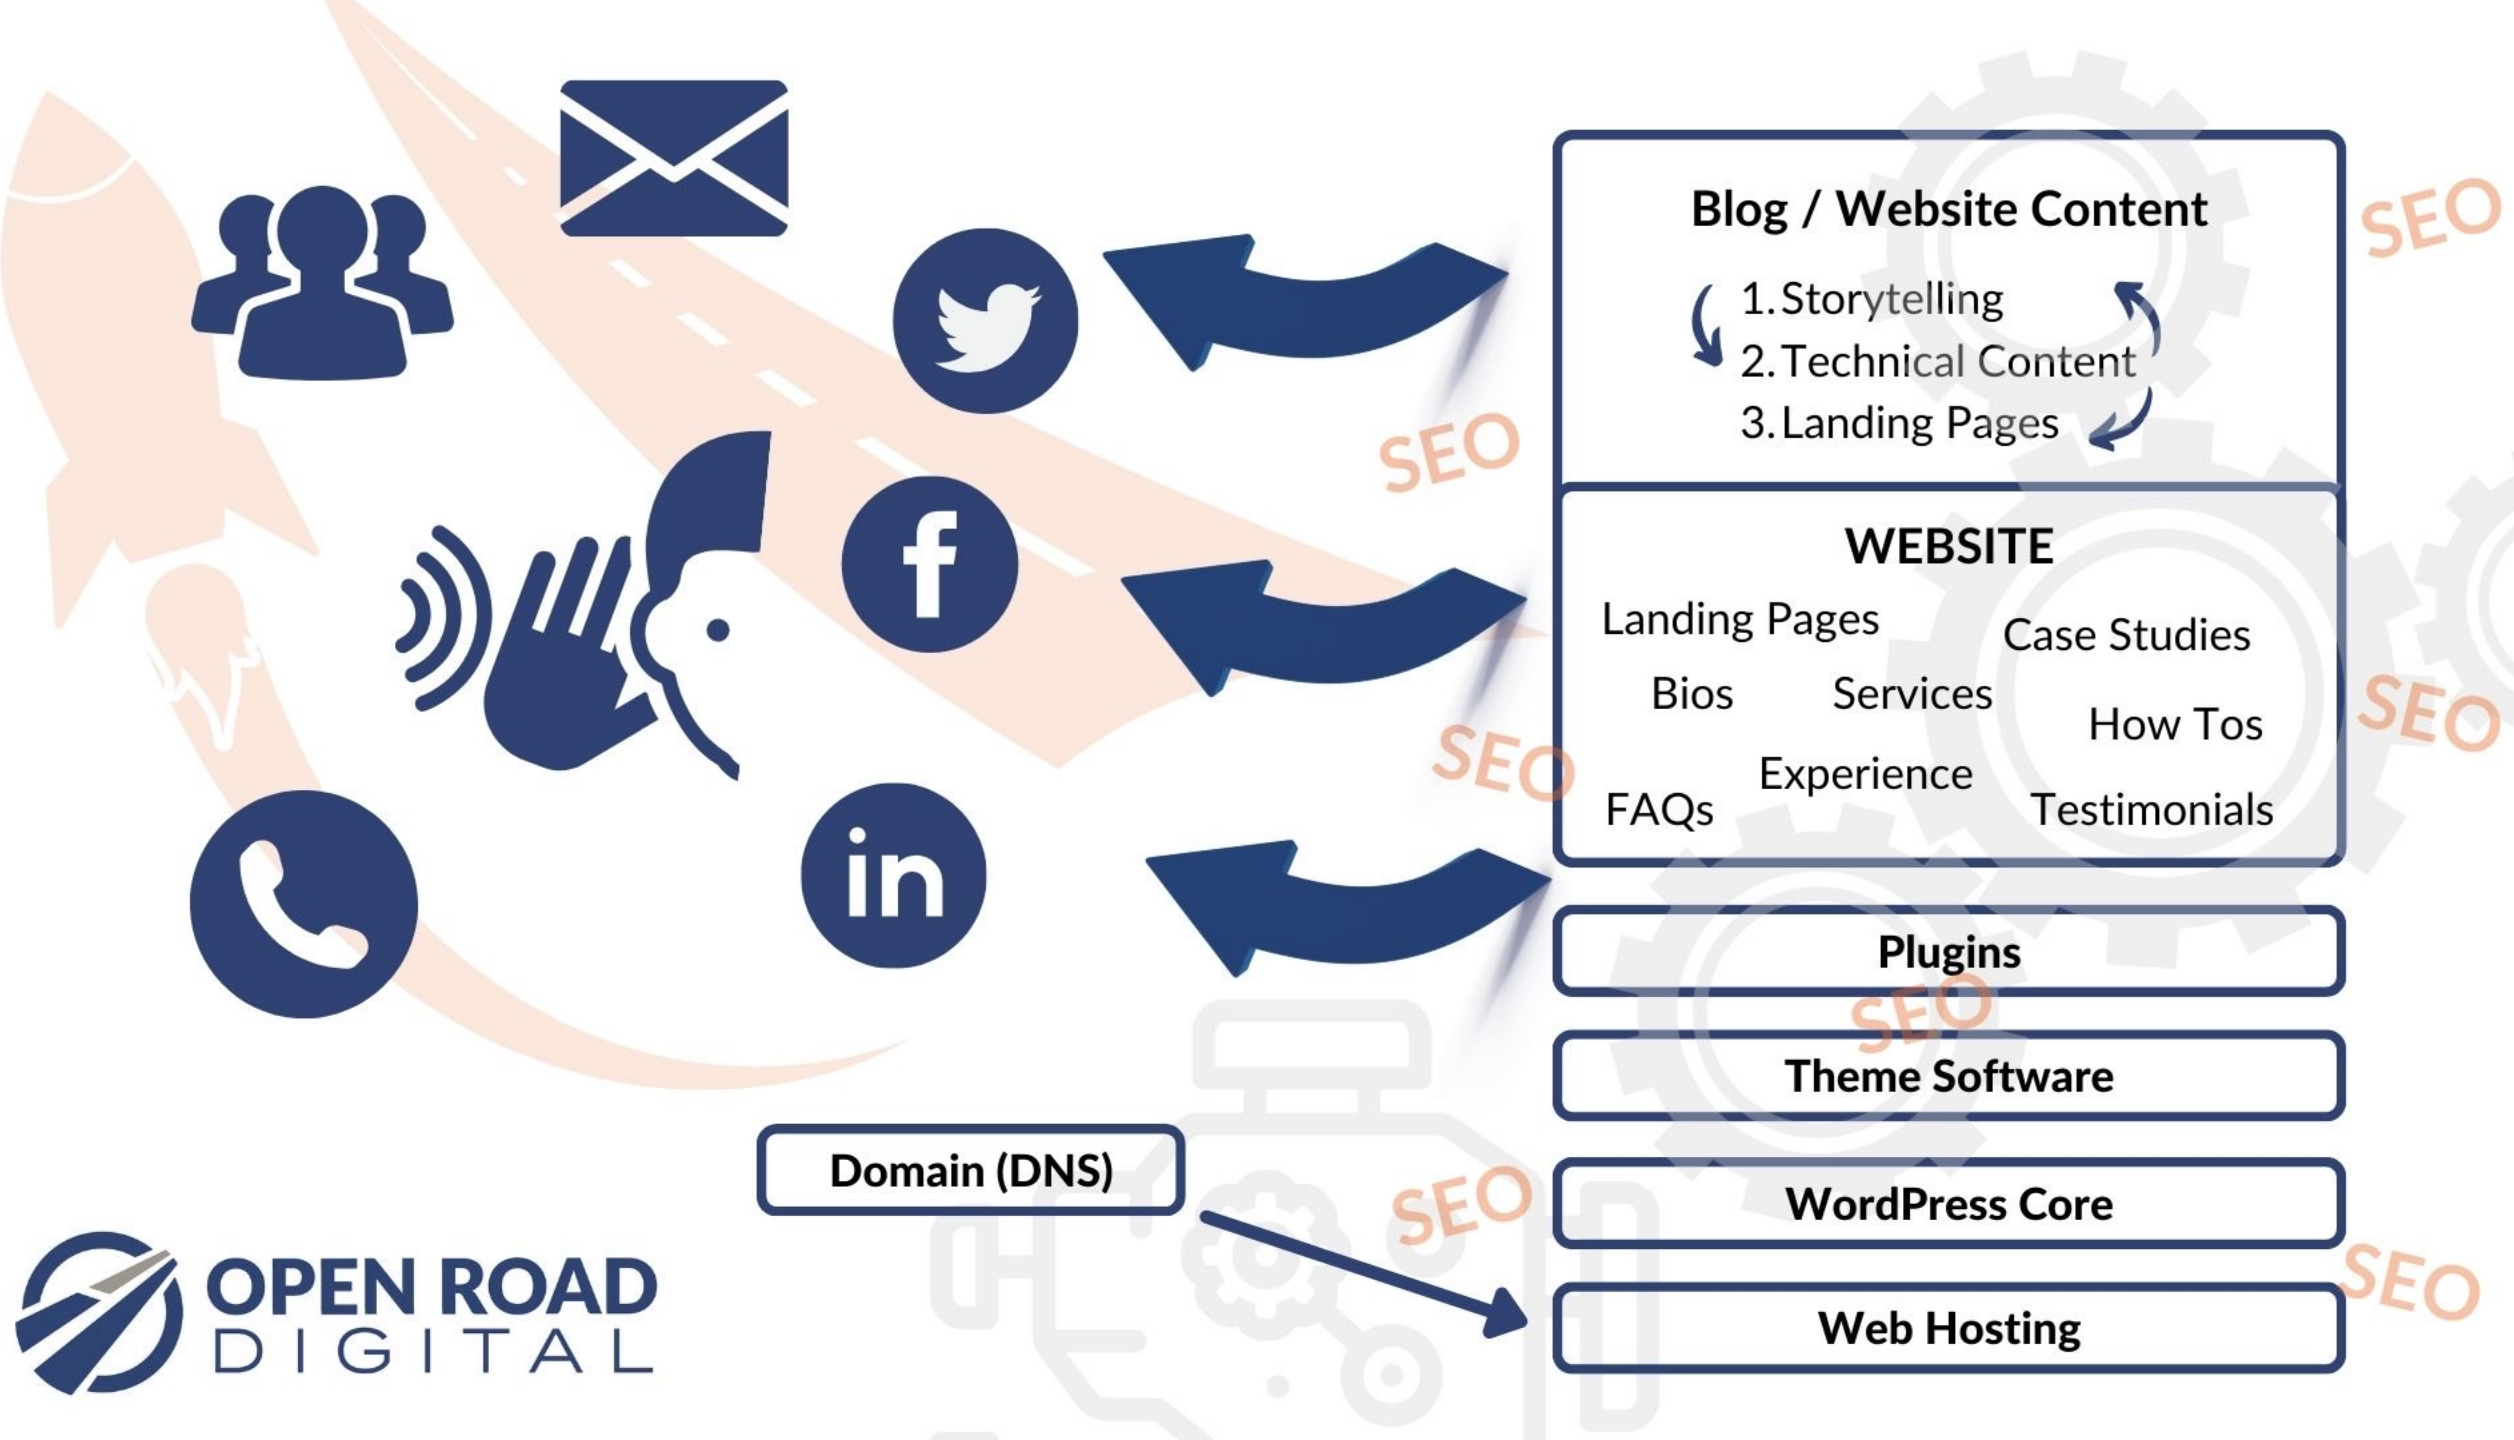 Blog / Website Content
1. Storytelling
2. Technical Content
3. Landing Pages
SEO
SEO
WEBSITE
Landing Pages
Case Studies
Bios
Services
How Tos
Experience
FAQs
Testimonials
SEO
SEO
f
in
Plugins
SEO
Theme Software
Domain (DNS)
SEO
WordPress Core
SEO
Web Hosting
OPEN ROAD
DIGITAL